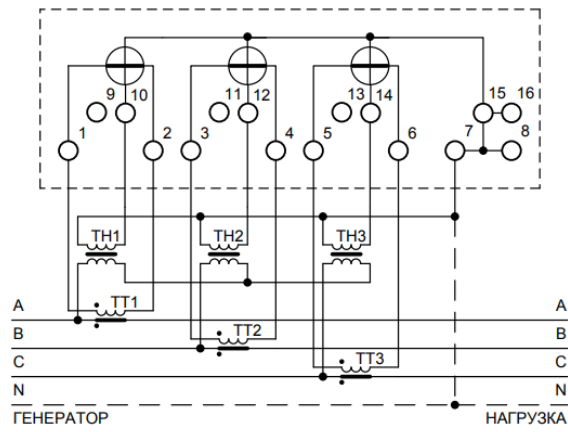 9 10 11 12 13 14 15 16
1 2 3 4 5 6 7 8
ТН1 ТН2 ТН3
A ТТ1 A
B ТТ2 B
C ТТ3 C
N N
ГЕНЕРАТОР НАГРУЗКА